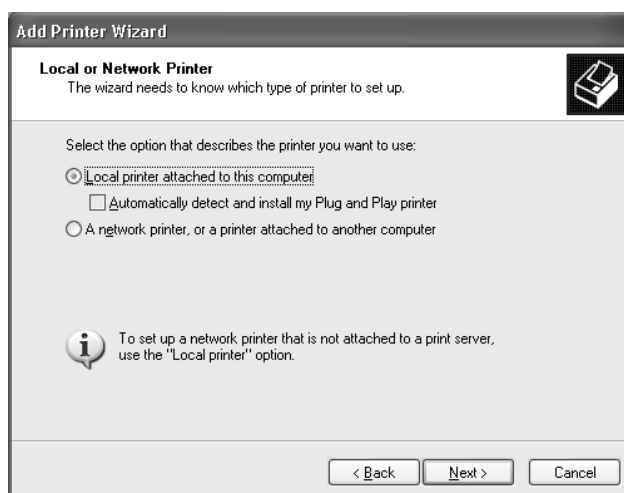 Add Printer Wizard
Local or Network Printer
The wizard needs to know which type of printer to set up.
Select the option that describes the printer you want to use:
Local printer attached to this computer
Automatically detect and install my Plug and Play printer
A network printer, or a printer attached to another computer
To set up a network printer that is not attached to a print server,
use the "Local printer" option.
< Back
Next >
Cancel